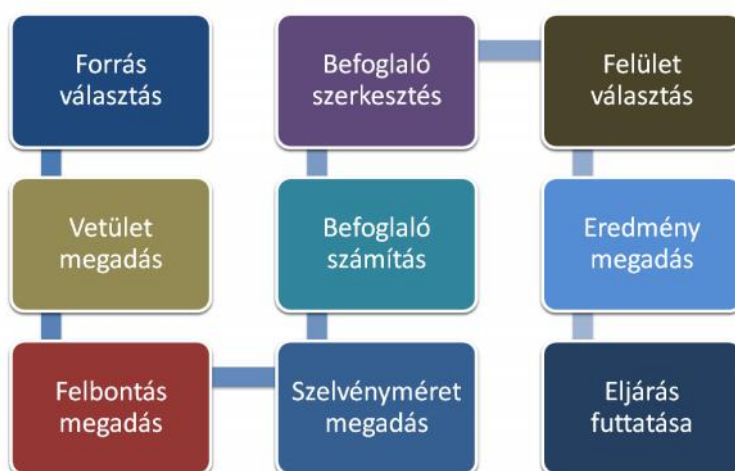 Forrás
választás
Vetület
megadás
Felbontás
megadás
Szelvényméret
megadás
Befoglaló
számítás
Befoglaló
szerkesztés
Felület
választás
Eredmény
megadás
Eljárás
futtatása